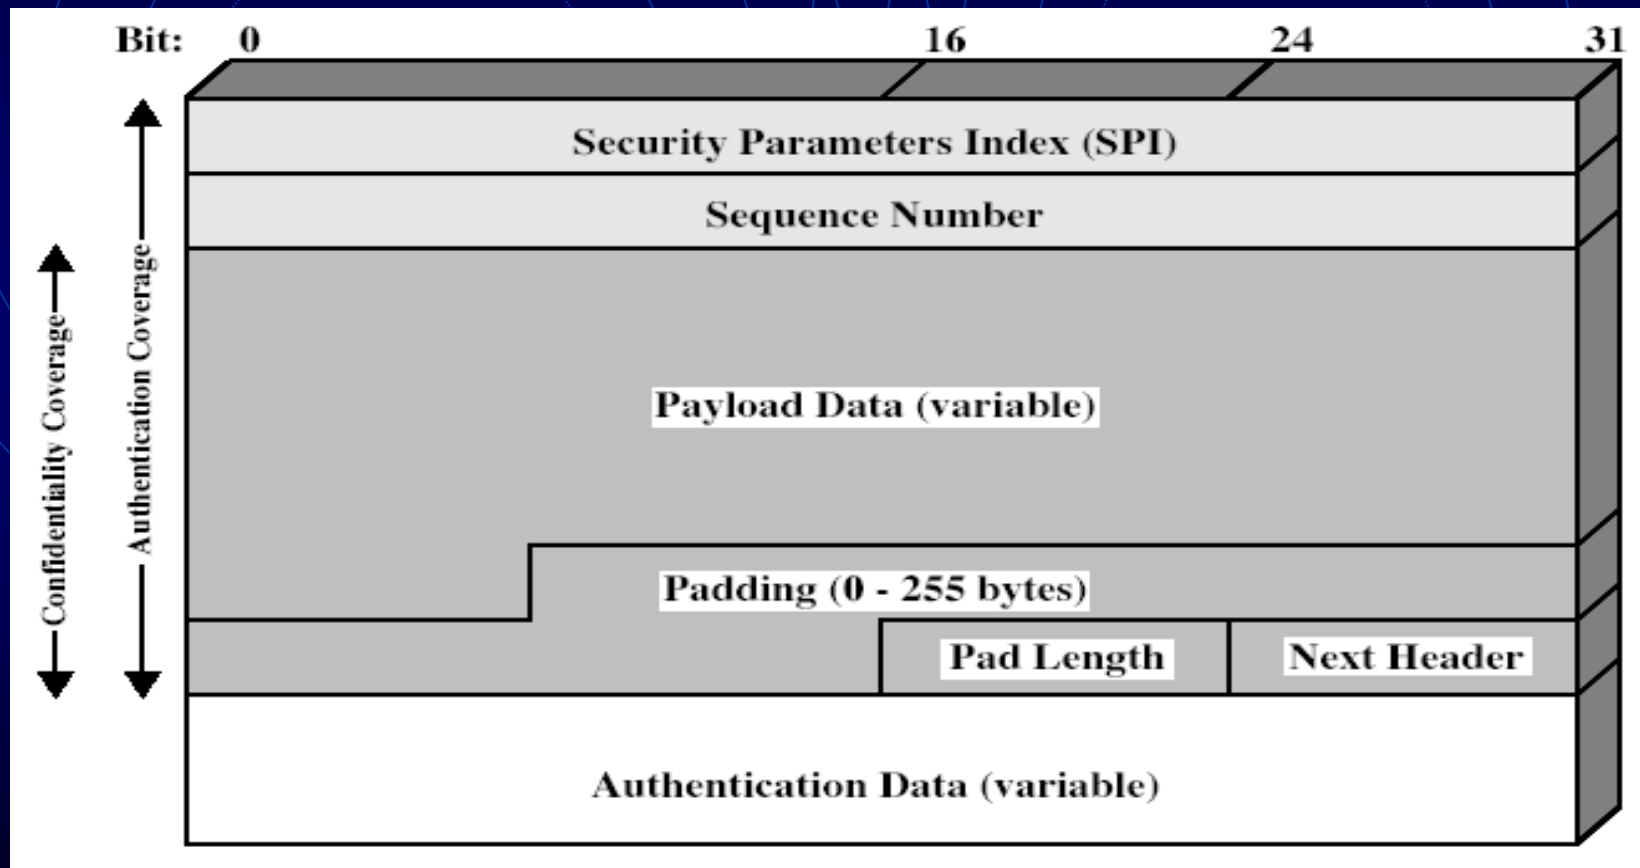 Bit: 0 16 24 31
Security Parameters Index (SPI)
Sequence Number
Confidentiality Coverage
Authentication Coverage
Payload Data (variable)
Padding (0 - 255 bytes)
Pad Length
Next Header
Authentication Data (variable)